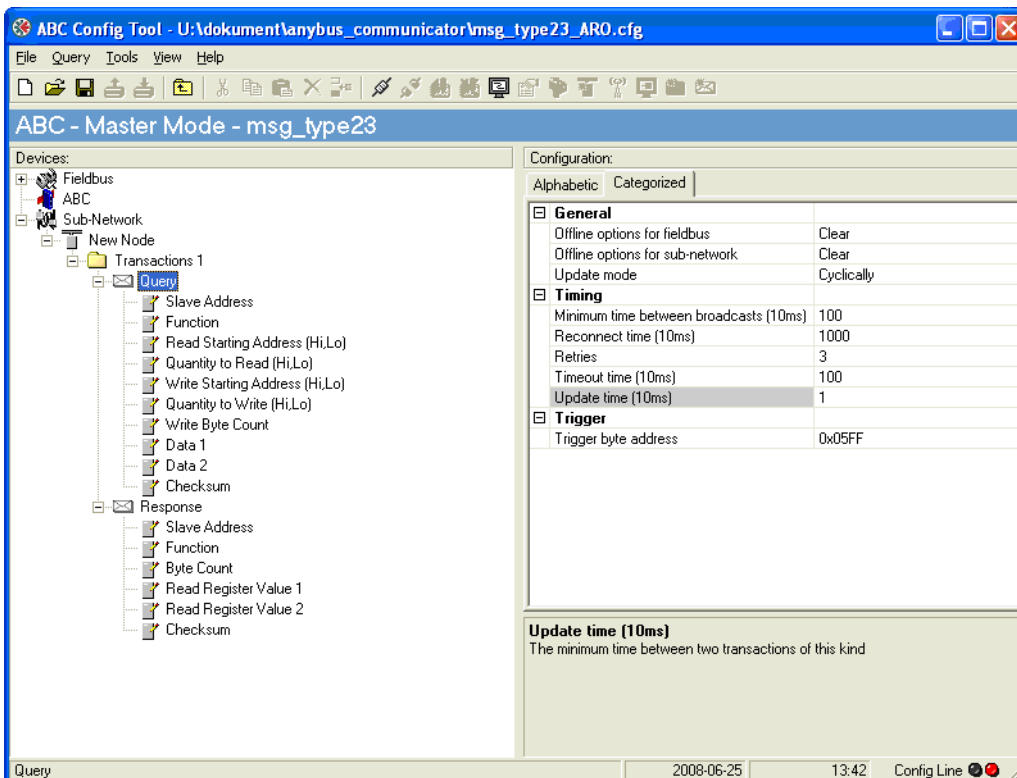 ABC Config Tool - U:\dokument\anybus_communicator\msg_type23_ARO.cfg
File Query Tools View Help
ABC - Master Mode - msg_type23
Devices:
Fieldbus
ABC
Sub-Network
New Node
Transactions 1
Query
Slave Address
Function
Read Starting Address (Hi,Lo)
Quantity to Read (Hi,Lo)
Write Starting Address (Hi,Lo)
Quantity to Write (Hi,Lo)
Write Byte Count
Data 1
Data 2
Checksum
Response
Slave Address
Function
Byte Count
Read Register Value 1
Read Register Value 2
Checksum
Configuration:
Alphabetic Categorized
General
Offline options for fieldbus Clear
Offline options for sub-network Clear
Update mode Cyclically
Timing
Minimum time between broadcasts (10ms) 100
Reconnect time (10ms) 1000
Retries 3
Timeout time (10ms) 100
Update time (10ms) 1
Trigger
Trigger byte address 0x05FF
Update time (10ms)
The minimum time between two transactions of this kind
Query 2008-06-25 13:42 Config Line